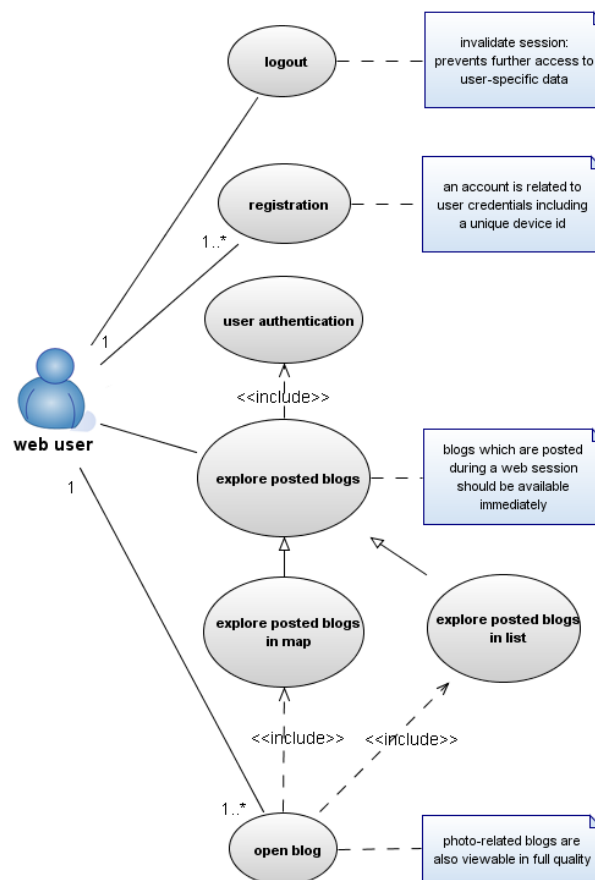 logout
invalidate session:
prevents further access to
user-specific data
registration
an account is related to
user credentials including
a unique device id
1..*
user authentication
1
<<include>>
web user
explore posted blogs
blogs which are posted
during a web session
should be available
immediately
1
explore posted blogs
in map
explore posted blogs
in list
<<include>>
<<include>>
1..*
open blog
photo-related blogs are
also viewable in full quality